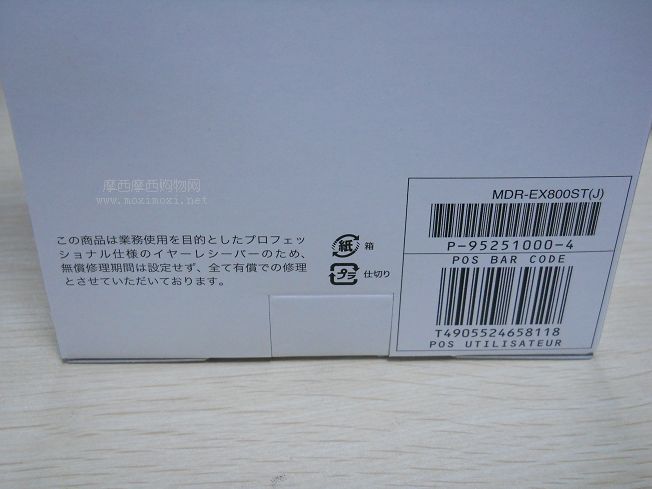 摩西摩西购物网
www.moximoxi.net
この商品は業務使用を目的としたプロフェッ
ショナル仕様のイヤーレシーバーのため、
無償修理期間は設定せず、全て有償での修理
とさせていただいております。
紙 箱
プラ 仕切り
MDR-EX800ST(J)
P-95251000-4
POS BAR CODE
T4905524658118
POS UTILISATEUR